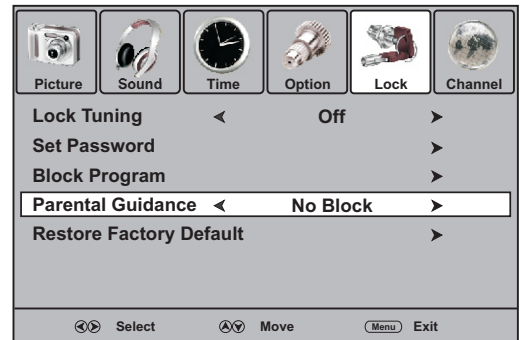 Picture Sound Time Option Lock Channel
Lock Tuning Off
Set Password
Block Program
Parental Guidance No Block
Restore Factory Default
Select Move Menu Exit